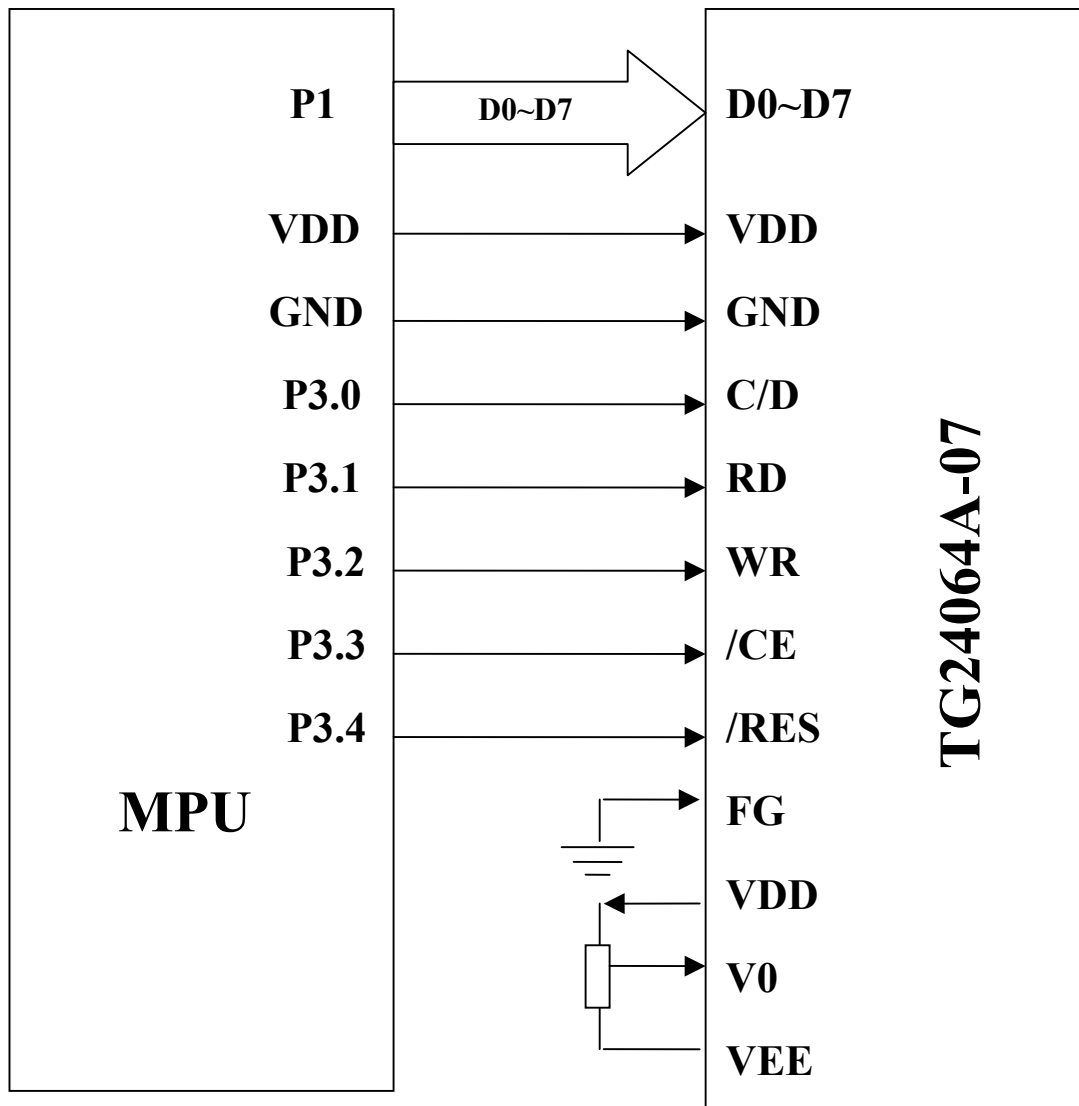 P1 D0~D7 D0~D7
VDD VDD
GND GND
P3.0 C/D
P3.1 RD
P3.2 WR
P3.3 /CE
P3.4 /RES
MPU FG
VDD
V0
VEE
TG24064A-07